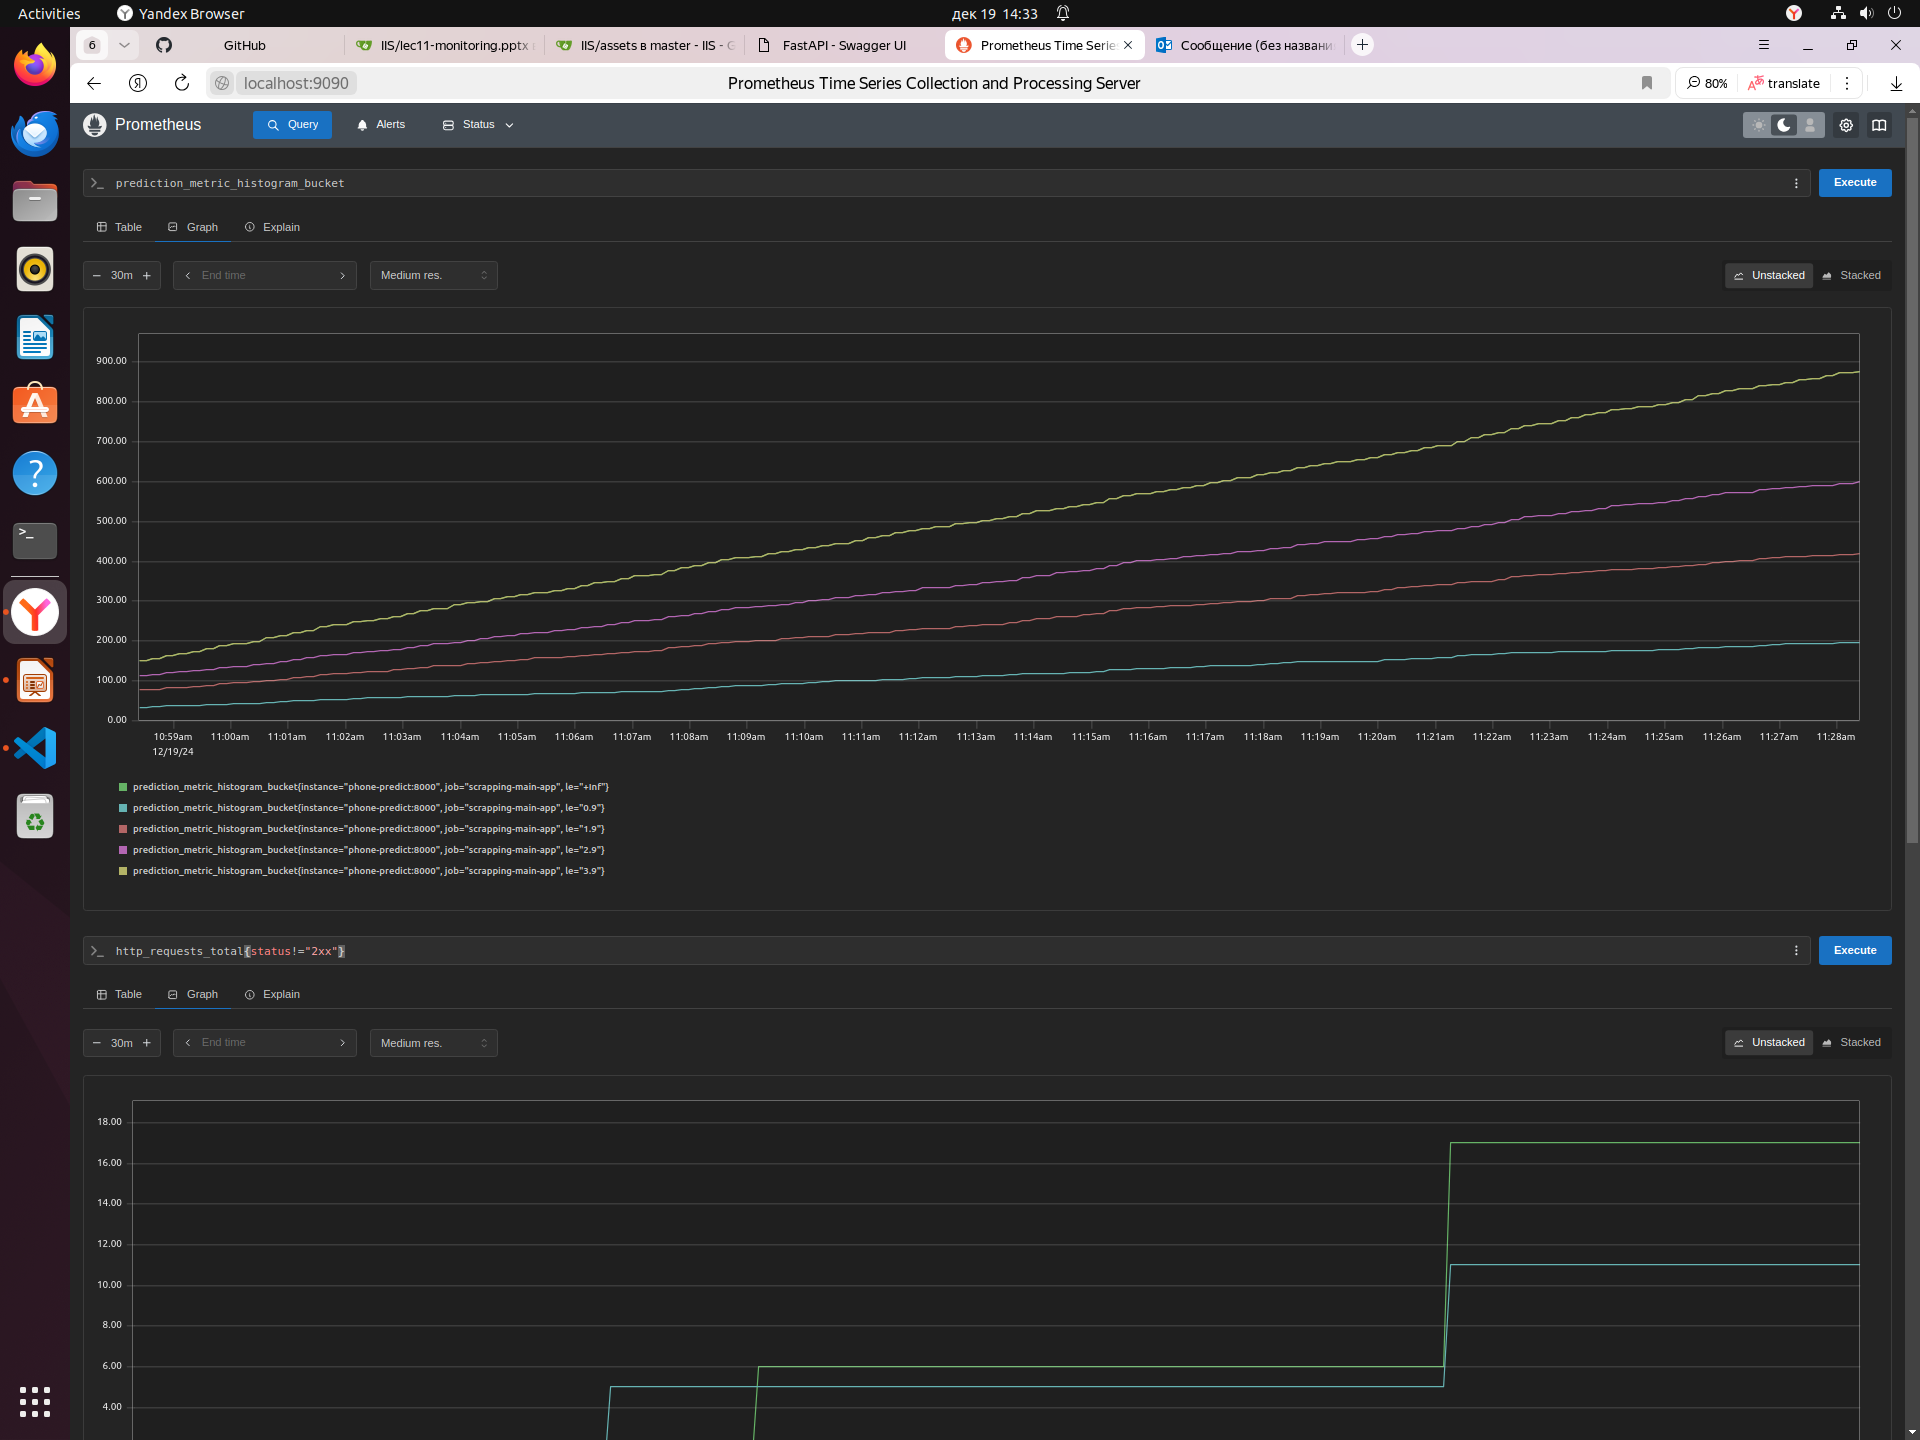 Activities
Yandex Browser
дек 19 14:33
6
GitHub
IIS/lec11-monitoring.pptx
IIS/assets в master - IIS - G
FastAPI - Swagger UI
Prometheus Time Serie
Сообщение (без названи
localhost:9090
Prometheus Time Series Collection and Processing Server
80%
translate
Prometheus
Query
Alerts
Status
prediction_metric_histogram_bucket
Execute
Table
Graph
Explain
30m
End time
Medium res.
Unstacked
Stacked
900.00
800.00
700.00
600.00
500.00
400.00
300.00
200.00
100.00
0.00
10:59am 11:00am 11:01am 11:02am 11:03am 11:04am 11:05am 11:06am 11:07am 11:08am 11:09am 11:10am 11:11am 11:12am 11:13am 11:14am 11:15am 11:16am 11:17am 11:18am 11:19am 11:20am 11:21am 11:22am 11:23am 11:24am 11:25am 11:26am 11:27am 11:28am
12/19/24
prediction_metric_histogram_bucket{instance="phone-predict:8000", job="scrapping-main-app", le="+Inf"}
prediction_metric_histogram_bucket{instance="phone-predict:8000", job="scrapping-main-app", le="0.9"}
prediction_metric_histogram_bucket{instance="phone-predict:8000", job="scrapping-main-app", le="1.9"}
prediction_metric_histogram_bucket{instance="phone-predict:8000", job="scrapping-main-app", le="2.9"}
prediction_metric_histogram_bucket{instance="phone-predict:8000", job="scrapping-main-app", le="3.9"}
http_requests_total{status!="2xx"}
Execute
Table
Graph
Explain
30m
End time
Medium res.
Unstacked
Stacked
18.00
16.00
14.00
12.00
10.00
8.00
6.00
4.00